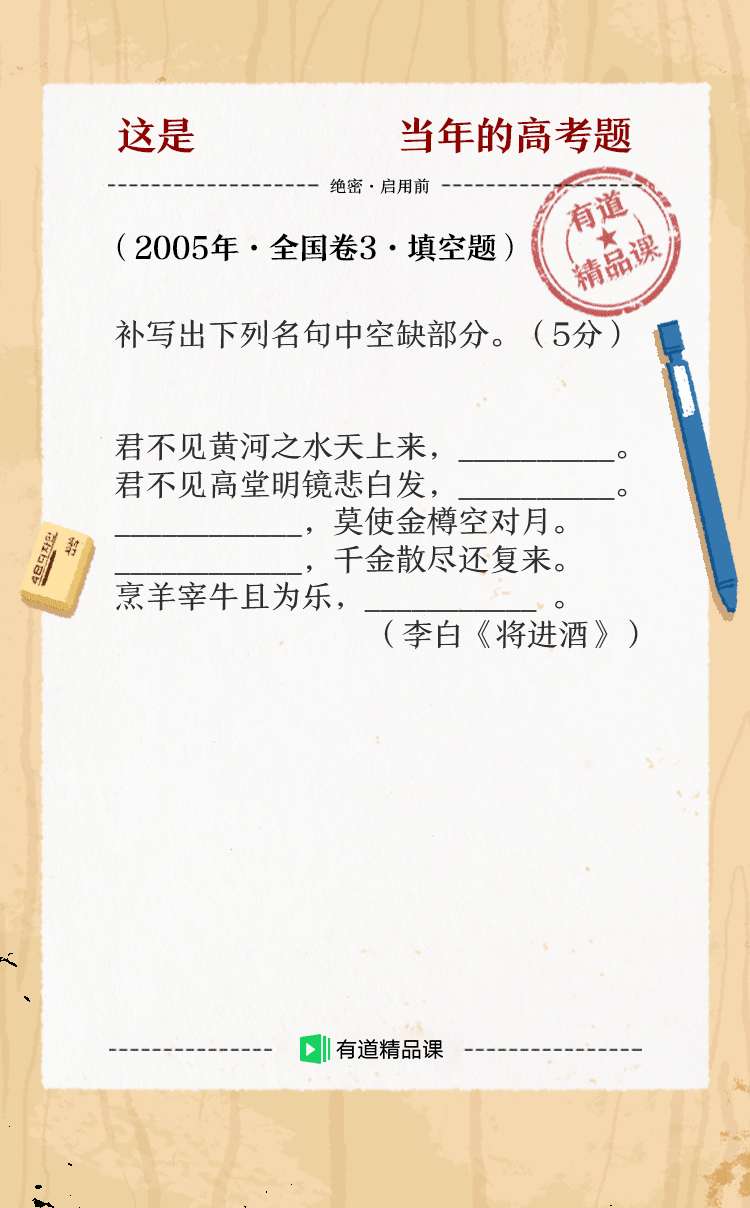 这是 当年的高考题
绝密·启用前
有道
精品课
（2005年·全国卷3·填空题）
补写出下列名句中空缺部分。（5分）
君不见黄河之水天上来，__________。
君不见高堂明镜悲白发，__________。
____________，莫使金樽空对月。
____________，千金散尽还复来。
烹羊宰牛且为乐，___________ 。
（李白《将进酒》）
有道精品课